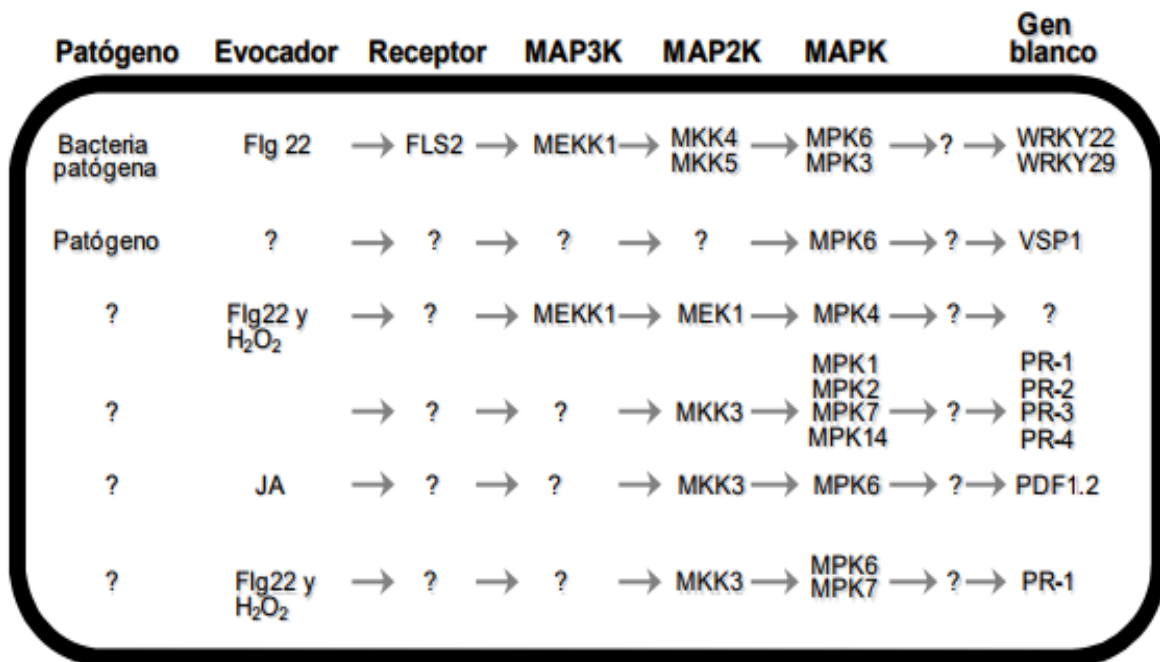 Patógeno Evocador Receptor MAP3K MAP2K MAPK Gen blanco
Bacteria patógena Flg 22 → FLS2 → MEKK1 → MKK4 MKK5 → MPK6 MPK3 → ? → WRKY22 WRKY29
Patógeno ? → ? → ? → ? → MPK6 → ? → VSP1
? Flg22 y H₂O₂ → ? → MEKK1 → MEK1 → MPK4 → ? → ?
? → ? → ? → MKK3 → MPK1 MPK2 MPK7 MPK14 → ? → PR-1 PR-2 PR-3 PR-4
? JA → ? → ? → MKK3 → MPK6 → ? → PDF1.2
? Flg22 y H₂O₂ → ? → ? → MKK3 → MPK6 MPK7 → ? → PR-1